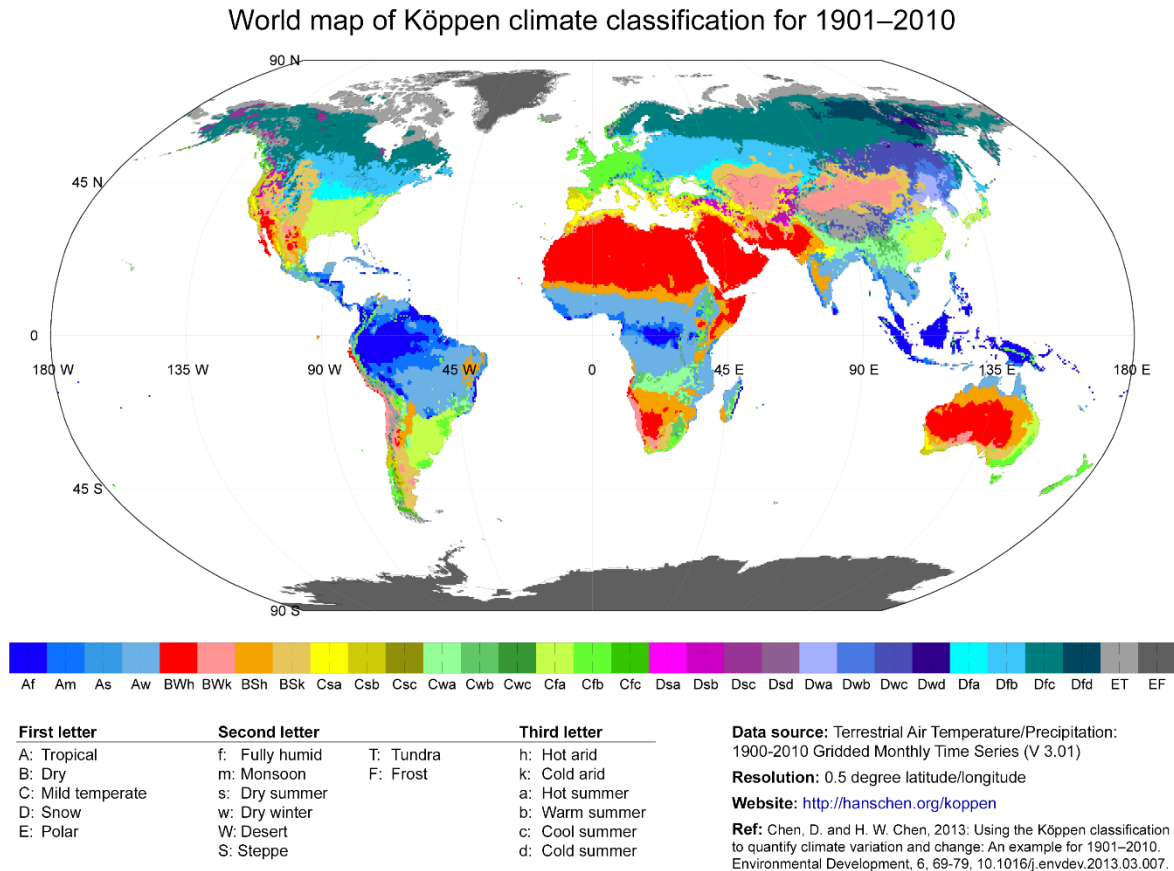 World map of Köppen climate classification for 1901–2010
90 N
45 N
0
180 W 135 W 90 W 45 W 0 45 E 90 E 135 E 180 E
45 S
90 S
Af Am As Aw BWh BWk BSh BSk Csa Csb Csc Cwa Cwb Cwc Cfa Cfb Cfc Dsa Dsb Dsc Dsd Dwa Dwb Dwc Dwd Dfa Dfb Dfc Dfd ET EF
First letter
A: Tropical
B: Dry
C: Mild temperate
D: Snow
E: Polar
Second letter
f: Fully humid T: Tundra
m: Monsoon F: Frost
s: Dry summer
w: Dry winter
W: Desert
S: Steppe
Third letter
h: Hot arid
k: Cold arid
a: Hot summer
b: Warm summer
c: Cool summer
d: Cold summer
Data source: Terrestrial Air Temperature/Precipitation:
1900-2010 Gridded Monthly Time Series (V 3.01)
Resolution: 0.5 degree latitude/longitude
Website: http://hanschen.org/koppen
Ref: Chen, D. and H. W. Chen, 2013: Using the Köppen classification
to quantify climate variation and change: An example for 1901–2010.
Environmental Development, 6, 69-79, 10.1016/j.envdev.2013.03.007.